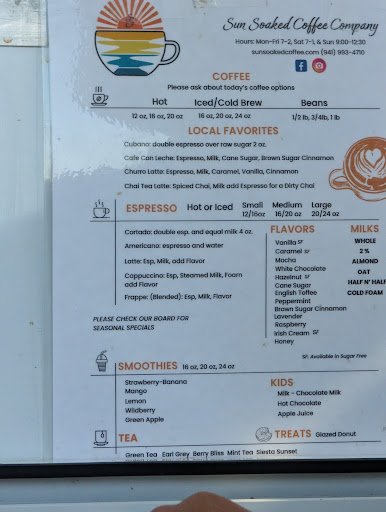 Sun Soaked Coffee Company
Hours: Mon-Fri 7-2, Sat 7-1, & Sun 9:00-12:30
sunsoakedcoffee.com (941) 993-4710
COFFEE
Please ask about today's coffee options
Hot Iced/Cold Brew Beans
12 oz, 16 oz, 20 oz 16 oz, 20 oz, 24 oz 1/2 lb, 3/4lb, 1 lb
LOCAL FAVORITES
Cubano: double espresso over raw sugar 2 oz.
Cafe Con Leche: Espresso, Milk, Cane Sugar, Brown Sugar Cinnamon
Churro Latte: Espresso, Milk, Caramel, Vanilla, Cinnamon
Chai Tea Latte: Spiced Chai, Milk add Espresso for a Dirty Chai
ESPRESSO Hot or Iced Small Medium Large
12/16oz 16/20 oz 20/24 oz
Cortado: double esp. and equal milk 4 oz.
Americano: espresso and water
Latte: Esp, Milk, add Flavor
Cappuccino: Esp, Steamed Milk, Foam
add Flavor
Frappe: (Blended): Esp, Milk, Flavor
PLEASE CHECK OUR BOARD FOR
SEASONAL SPECIALS
FLAVORS
Vanilla SF
Caramel SF
Mocha
White Chocolate
Hazelnut SF
Cane Sugar
English Toffee
Peppermint
Brown Sugar Cinnamon
Lavender
Raspberry
Irish Cream SF
Honey
SF: Available in Sugar Free
MILKS
WHOLE
2 %
ALMOND
OAT
HALF N' HALF
COLD FOAM
SMOOTHIES 16 oz, 20 oz, 24 oz
Strawberry-Banana
Mango
Lemon
Wildberry
Green Apple
KIDS
Milk - Chocolate Milk
Hot Chocolate
Apple Juice
TEA
Green Tea Earl Grey Berry Bliss Mint Tea Siesta Sunset
TREATS Glazed Donut